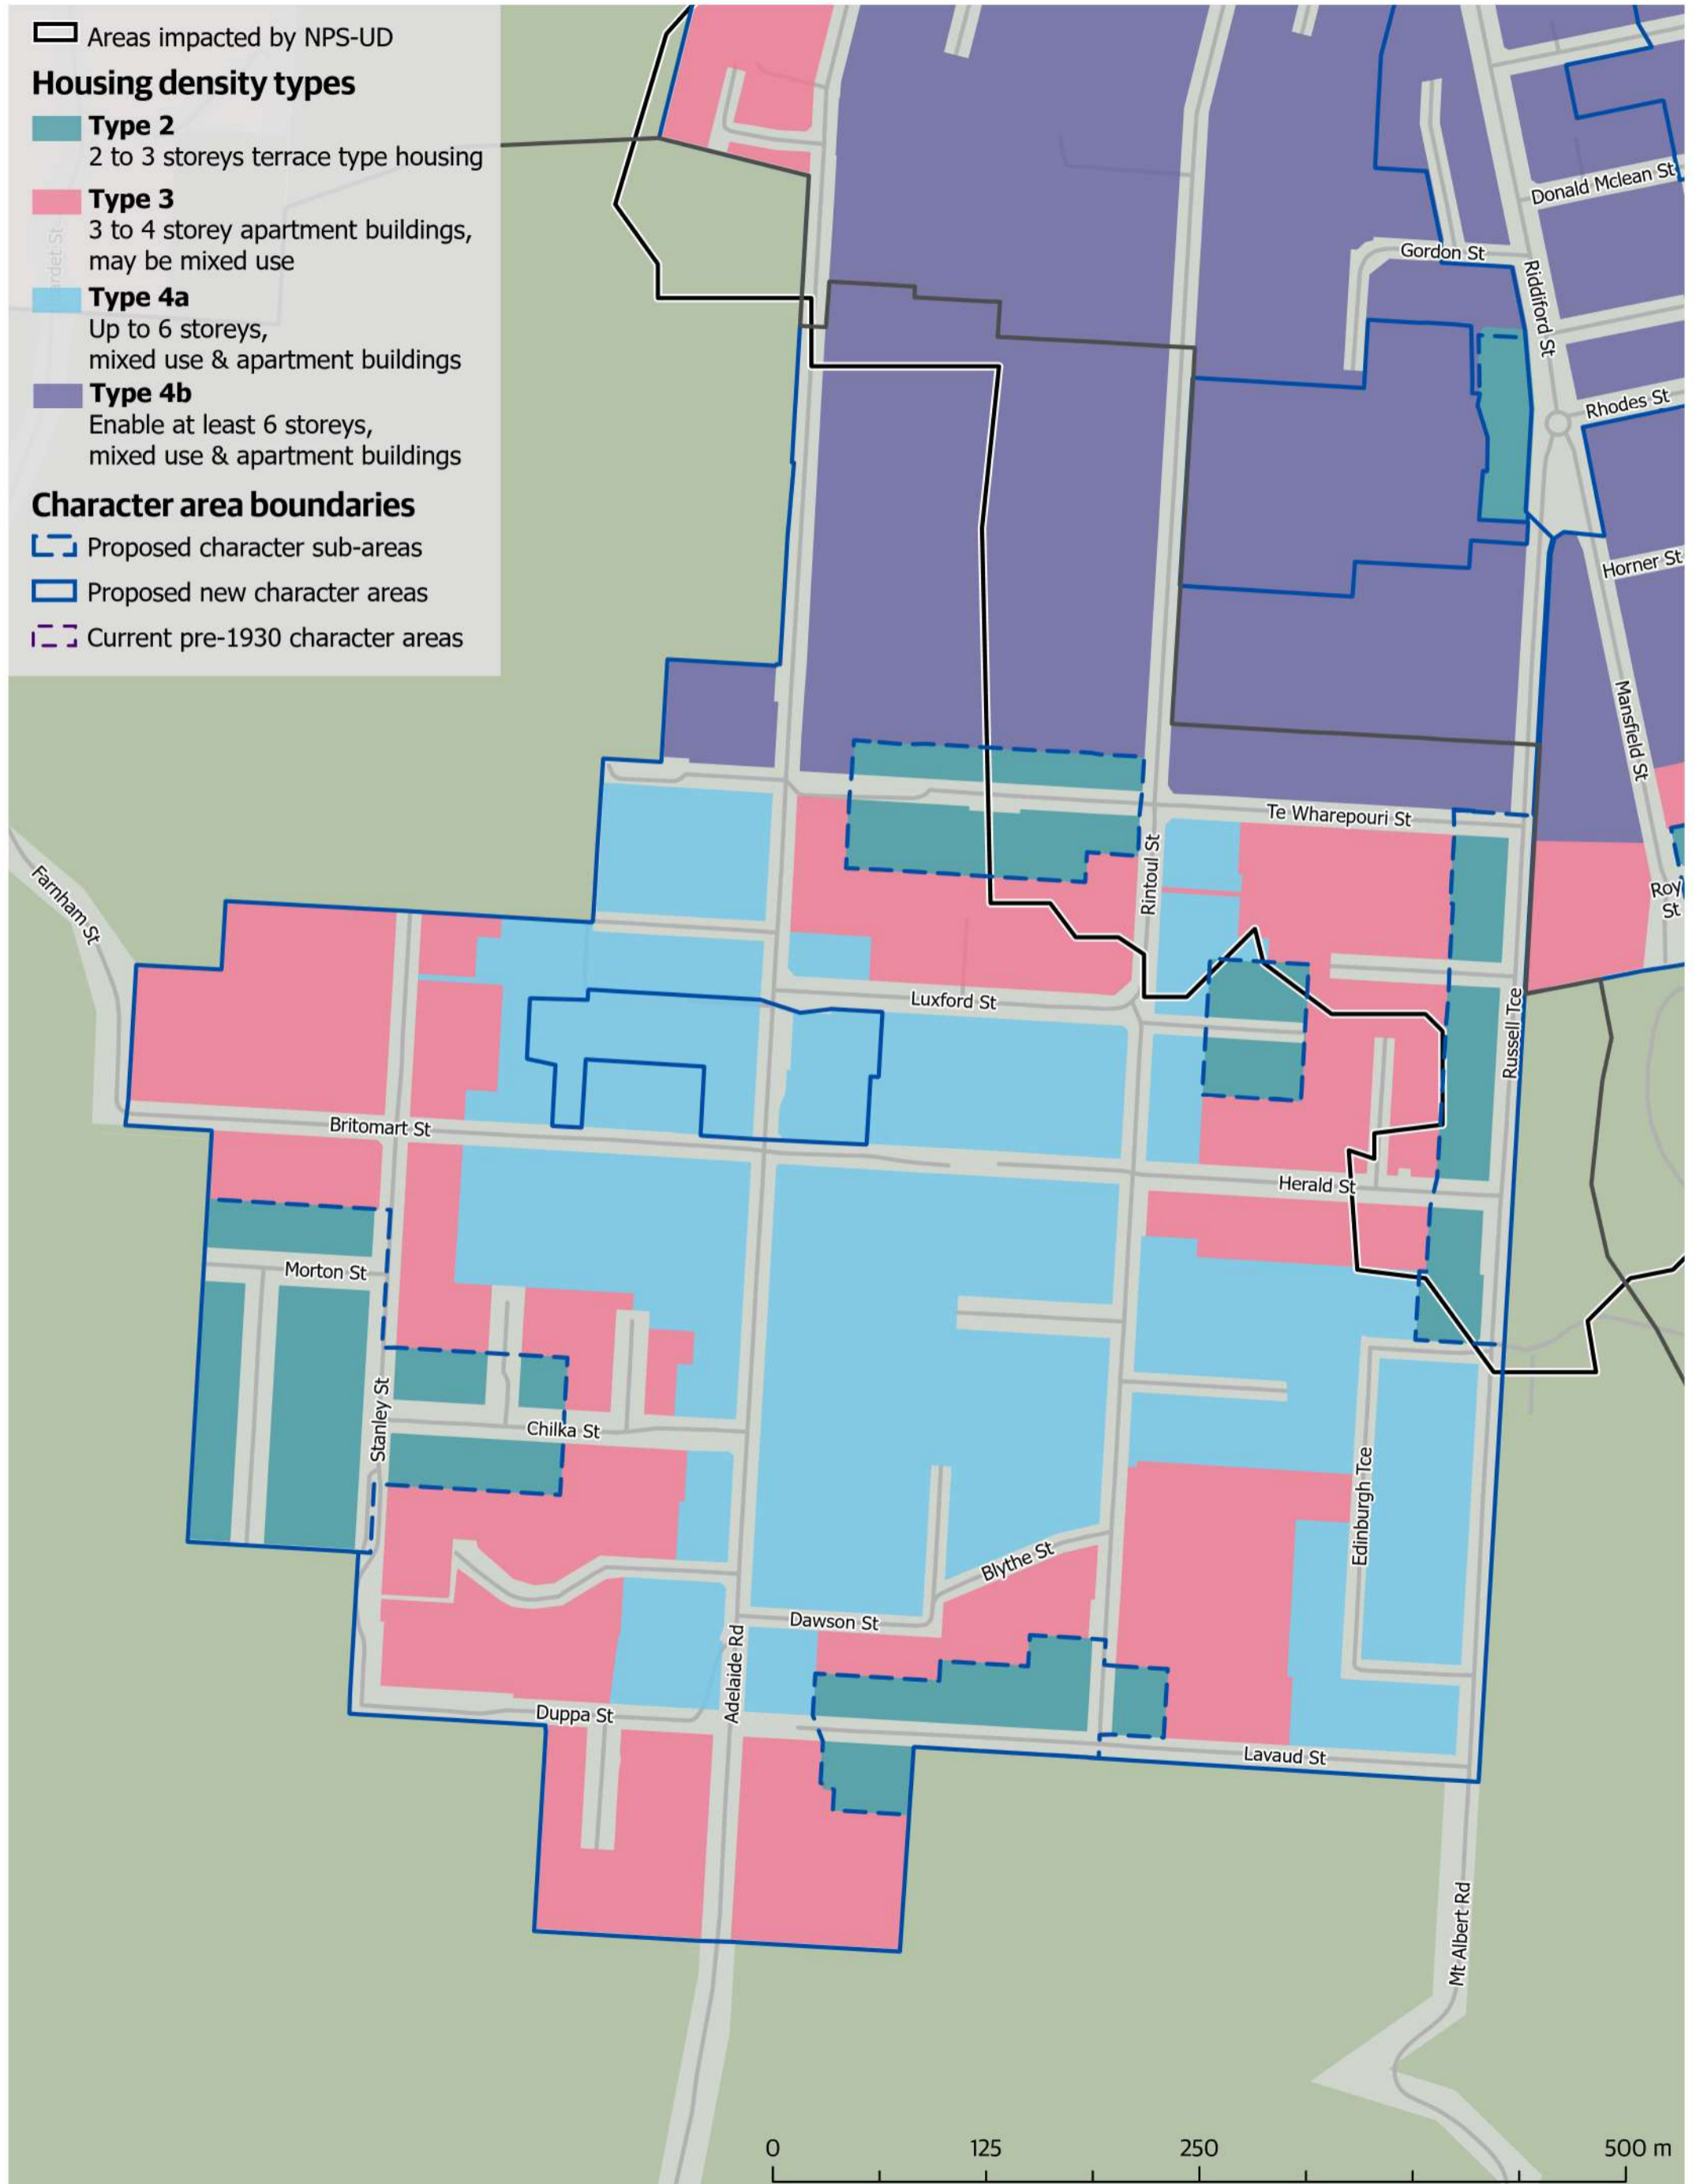 Areas impacted by NPS-UD
Housing density types
Type 2
2 to 3 storeys terrace type housing
Type 3
3 to 4 storey apartment buildings,
may be mixed use
Type 4a
Up to 6 storeys,
mixed use & apartment buildings
Type 4b
Enable at least 6 storeys,
mixed use & apartment buildings
Character area boundaries
Proposed character sub-areas
Proposed new character areas
Current pre-1930 character areas
Donald Mclean St
Gordon St
Riddiford St
Rhodes St
Horner St
Mansfield St
Te Wharepouri St
Rintoul St
Roy
St
Farnham St
Luxford St
Russell Tce
Britomart St
Herald St
Morton St
Stanley St
Chilka St
Edinburgh Tce
Blythe St
Dawson St
Adelaide Rd
Duppa St
Lavaud St
Mt Albert Rd
0 125 250 500 m